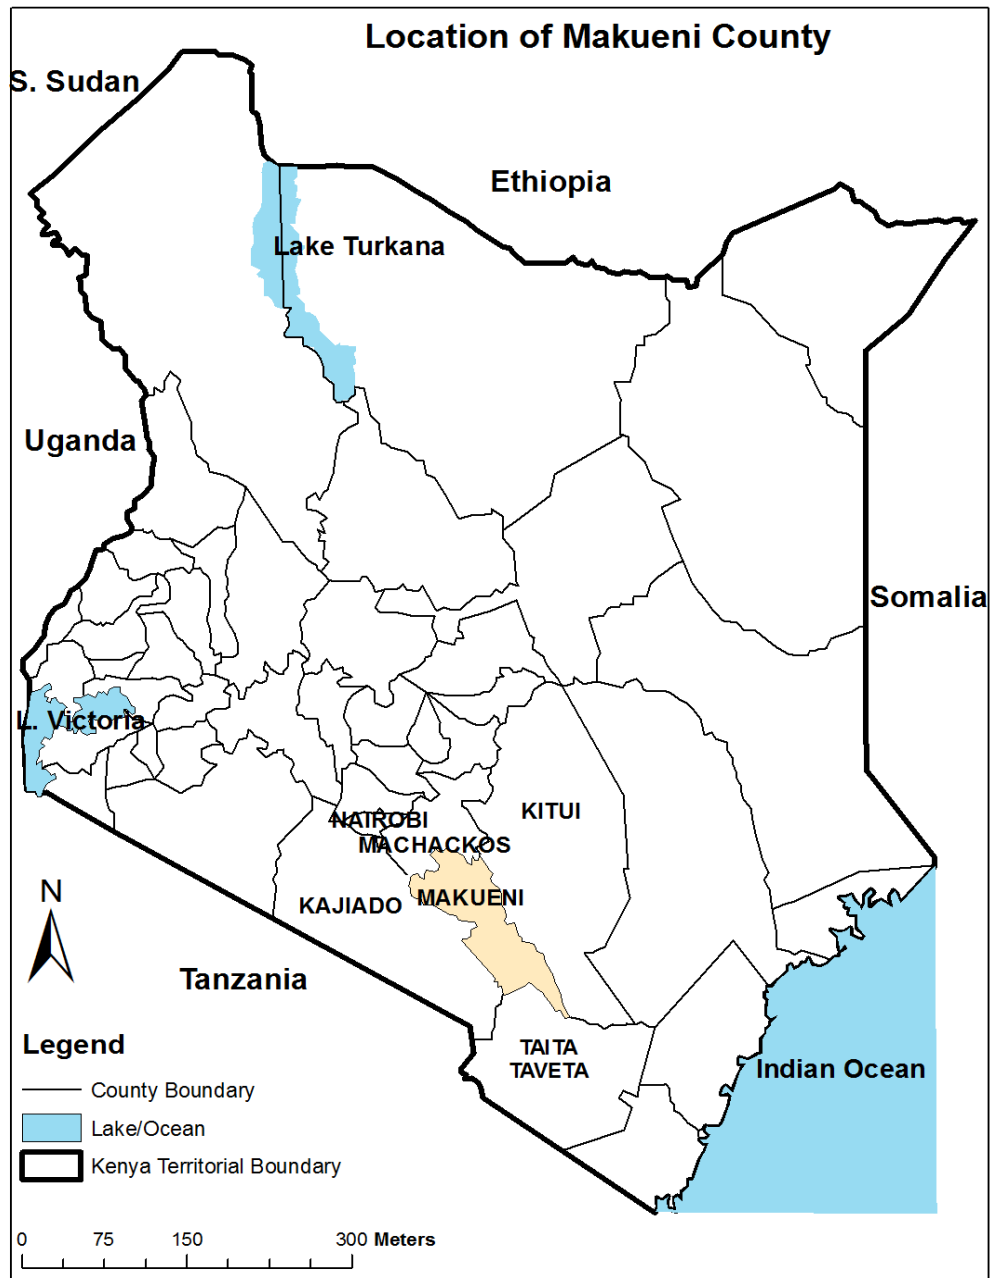 Location of Makueni County
S. Sudan
Ethiopia
Lake Turkana
Uganda
Somalia
L. Victoria
KITUI
NAIROBI
MACHACKOS
MAKUENI
KAJIADO
N
Tanzania
Legend
TAITA
TAVETA
Indian Ocean
County Boundary
Lake/Ocean
Kenya Territorial Boundary
0 75 150 300 Meters